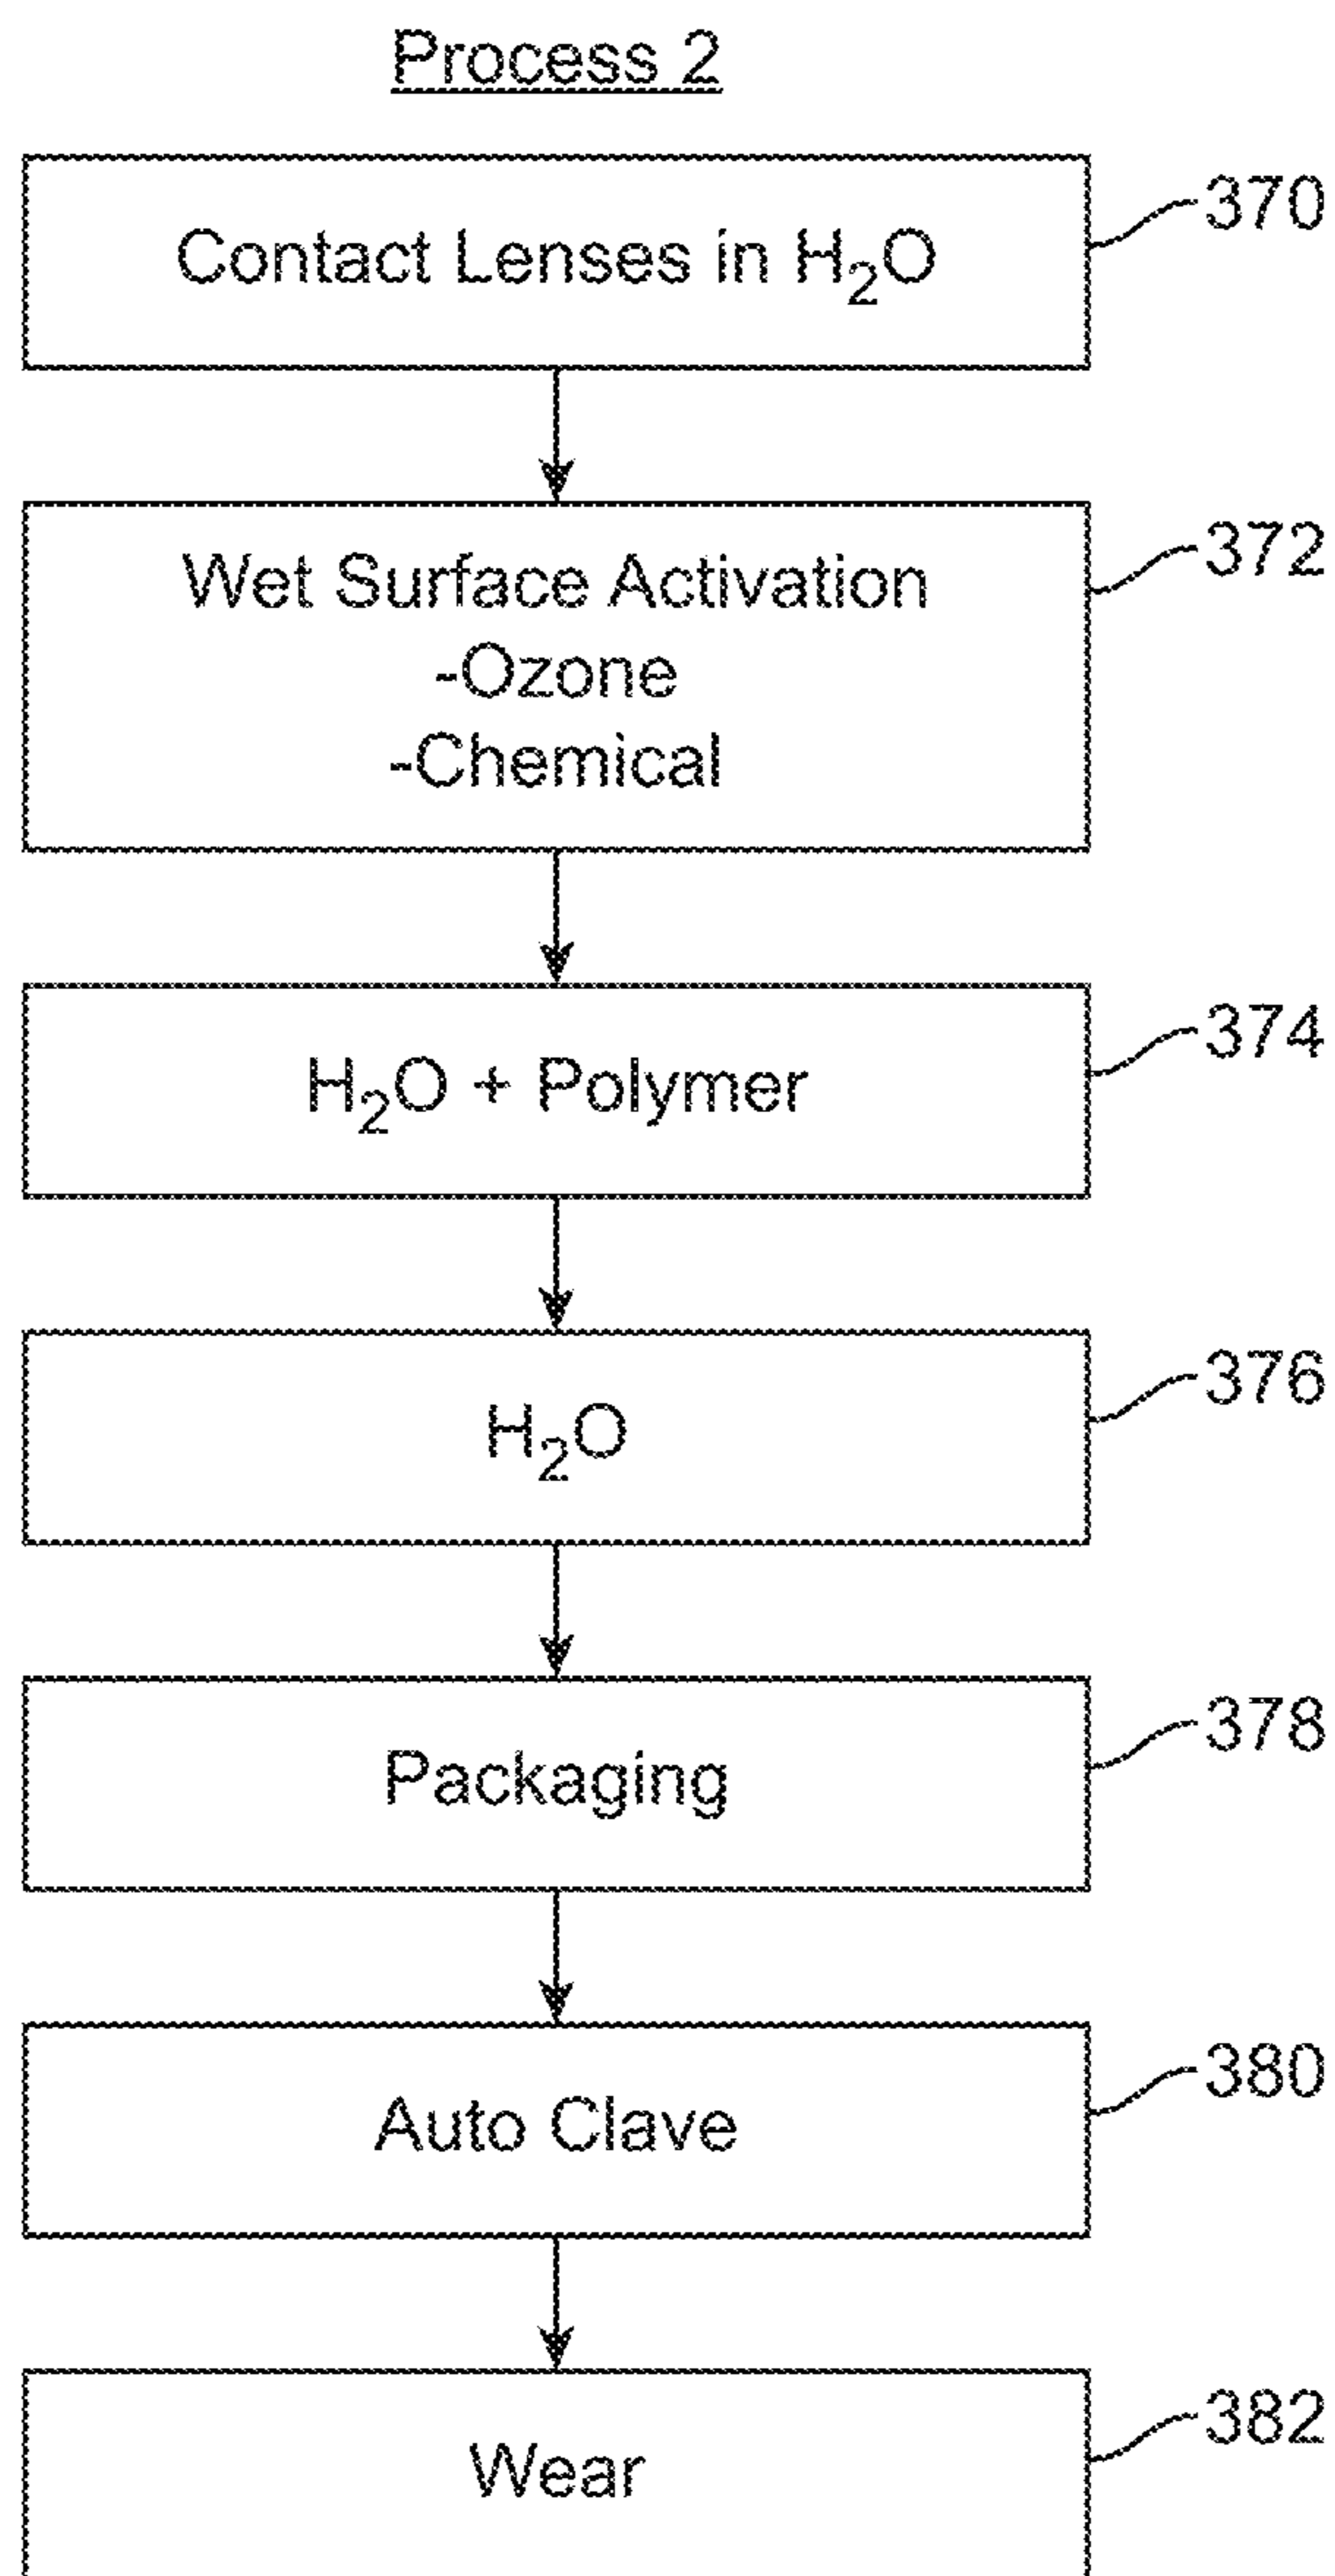 Process 2
Contact Lenses in H₂O
370
Wet Surface Activation
-Ozone
-Chemical
372
H₂O + Polymer
374
H₂O
376
Packaging
378
Auto Clave
380
Wear
382